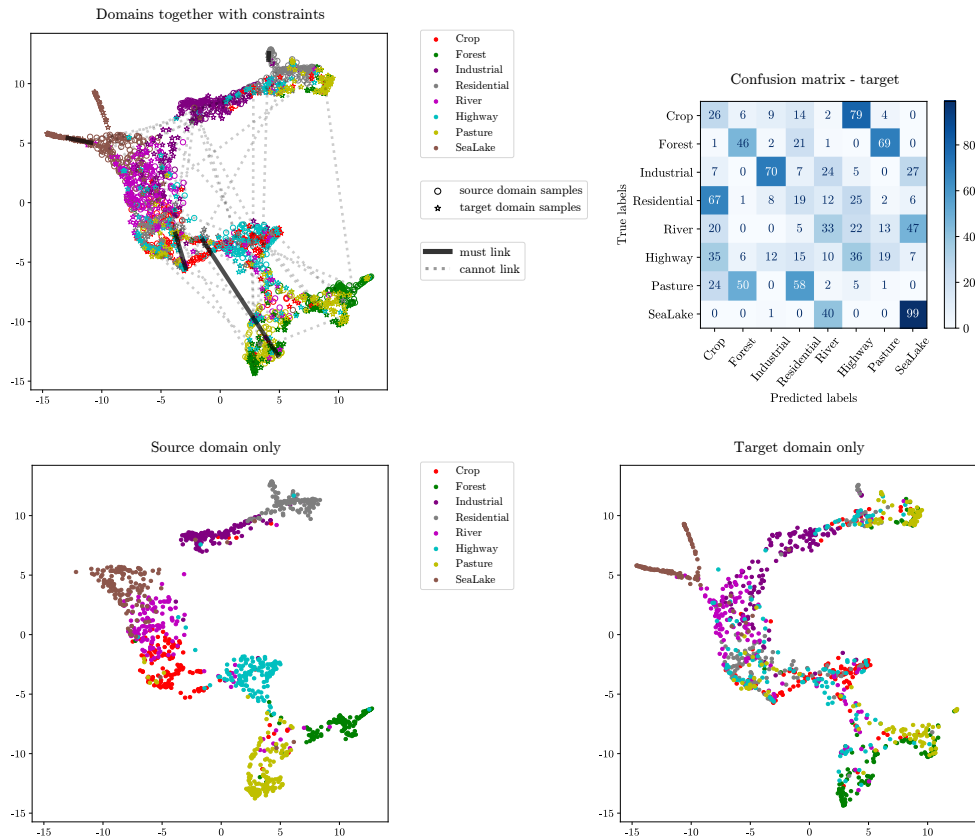 Domains together with constraints
10
5
0
-5
-10
-15
-15
-10
-5
0
5
10
Crop
Forest
Industrial
Residential
River
Highway
Pasture
SeaLake
source domain samples
target domain samples
must link
cannot link
Confusion matrix - target
True labels
Crop 26 6 9 14 2 79 4 0
Forest 1 46 2 21 1 0 69 0
Industrial 7 0 70 7 24 5 0 27
Residential 67 1 8 19 12 25 2 6
River 20 0 0 5 33 22 13 47
Highway 35 6 12 15 10 36 19 7
Pasture 24 50 0 58 2 5 1 0
SeaLake 0 0 1 0 40 0 0 99
Crop
Forest
Industrial
Residential
River
Highway
Pasture
SeaLake
Predicted labels
80
60
40
20
0
Source domain only
10
5
0
-5
-10
-15
-15
-10
-5
0
5
10
Crop
Forest
Industrial
Residential
River
Highway
Pasture
SeaLake
Target domain only
10
5
0
-5
-10
-15
-15
-10
-5
0
5
10